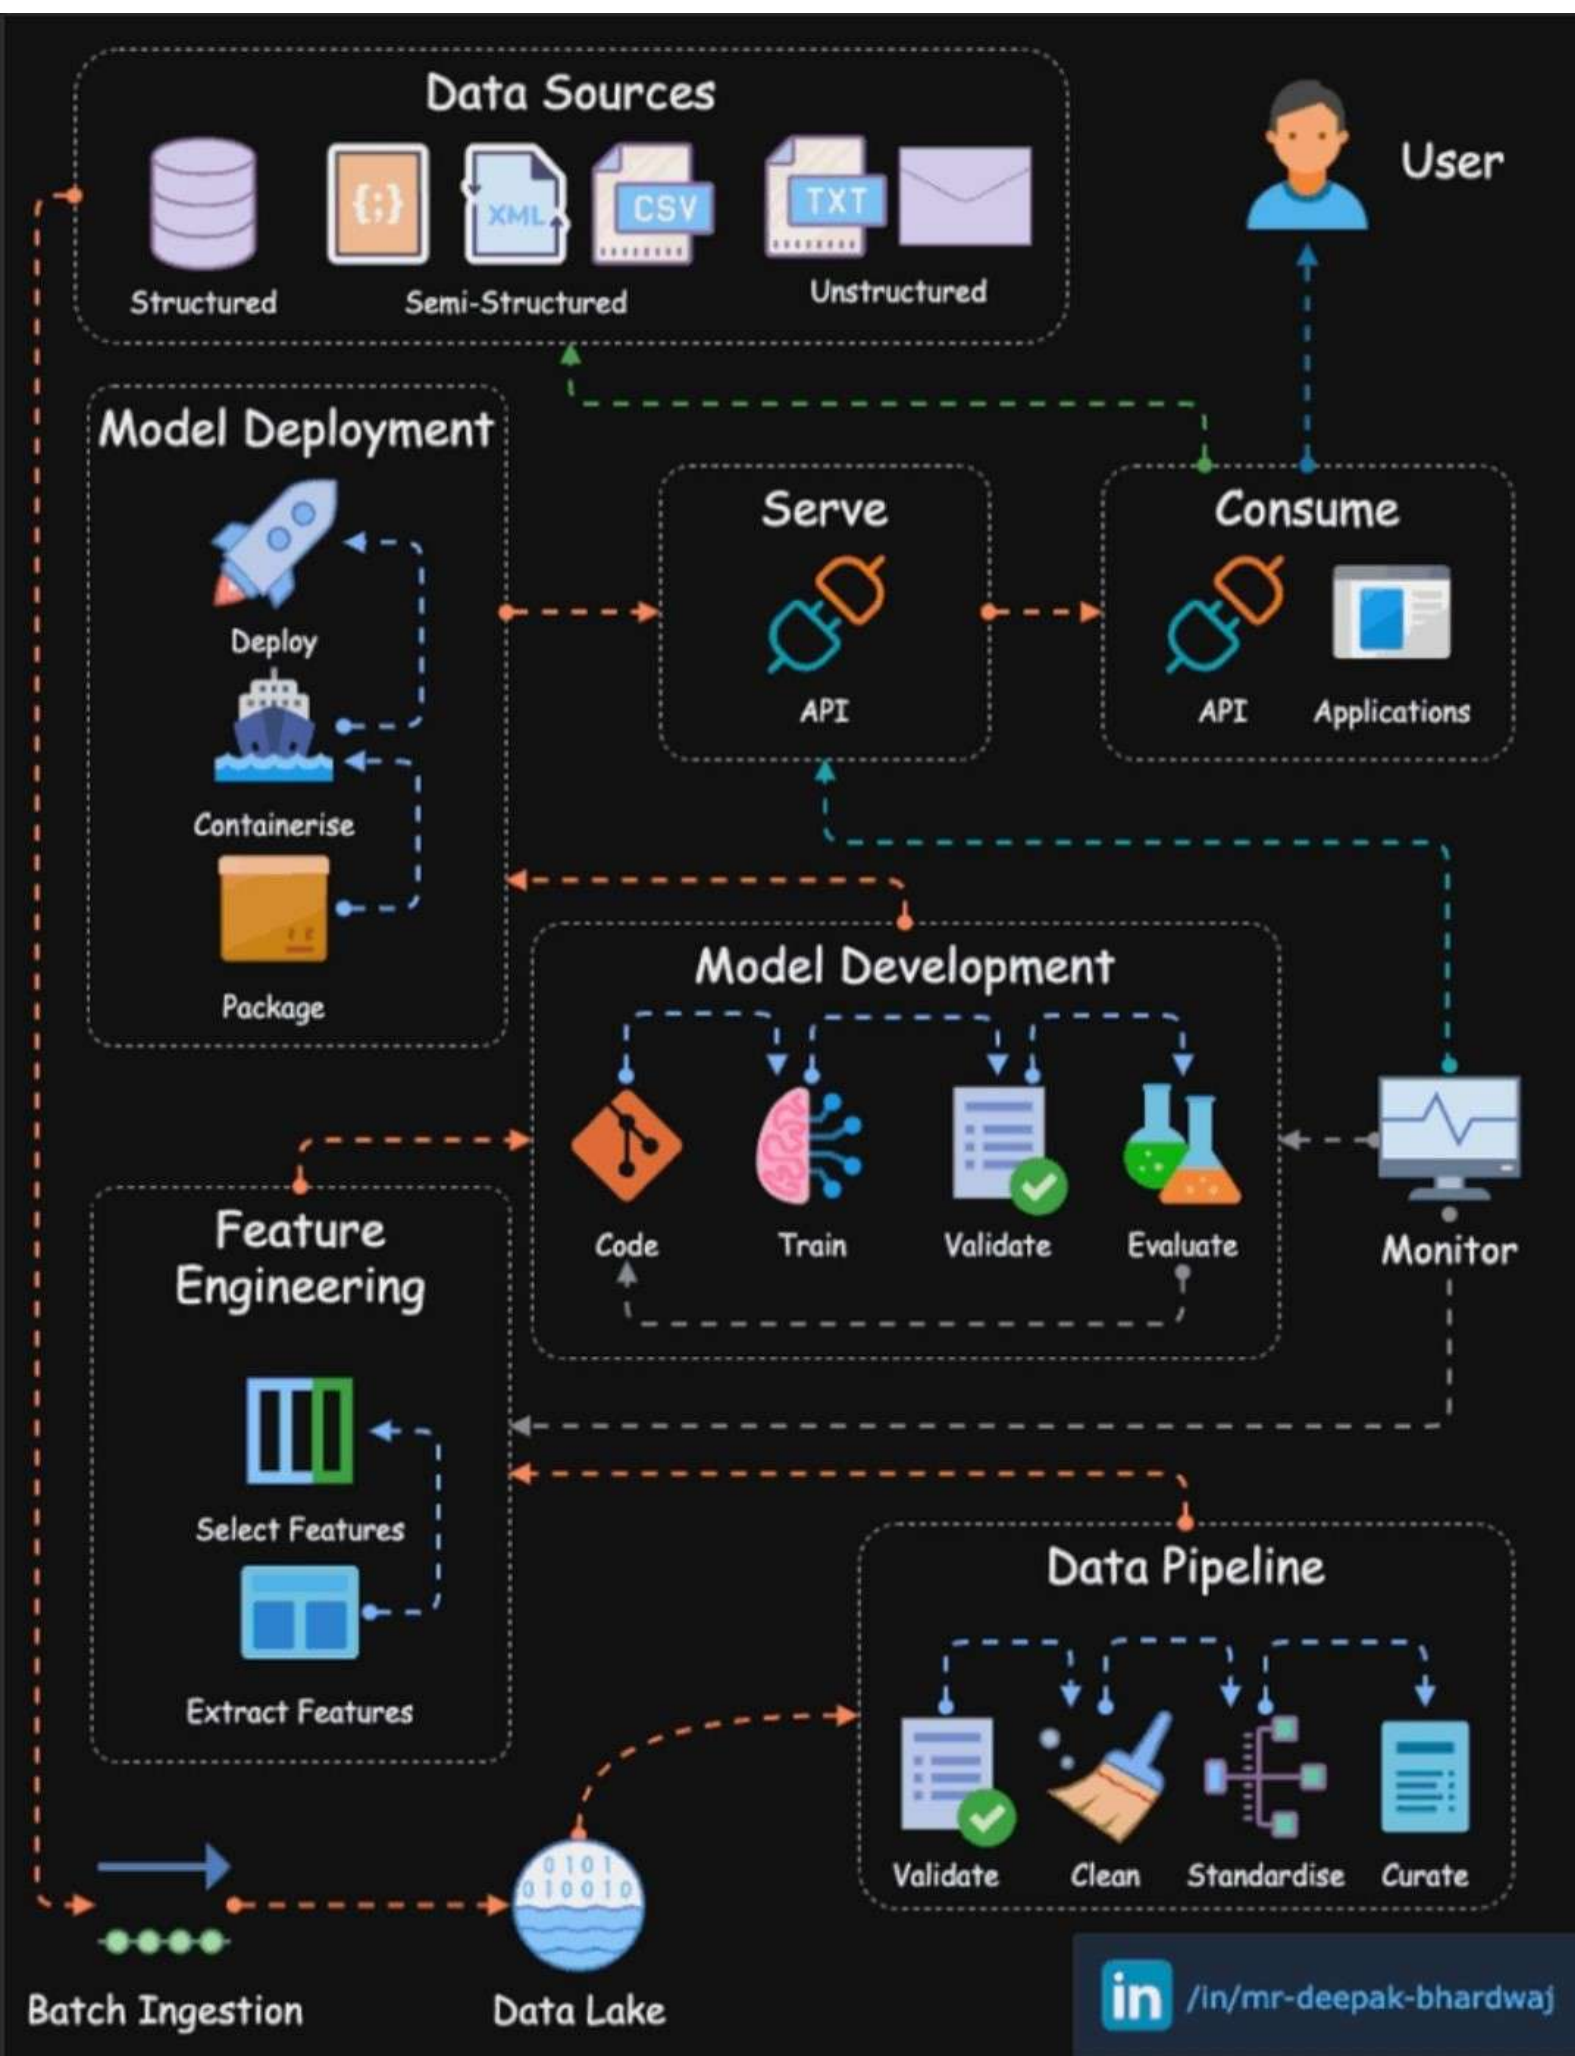 Data Sources
{;}
XML
CSV
TXT
Structured
Semi-Structured
Unstructured
User
Model Deployment
Deploy
Containerise
Package
Serve
API
Consume
API
Applications
Model Development
Code
Train
Validate
Evaluate
Monitor
Feature
Engineering
Select Features
Extract Features
Data Pipeline
Validate
Clean
Standardise
Curate
Batch Ingestion
0101
010010
Data Lake
in
/in/mr-deepak-bhardwaj